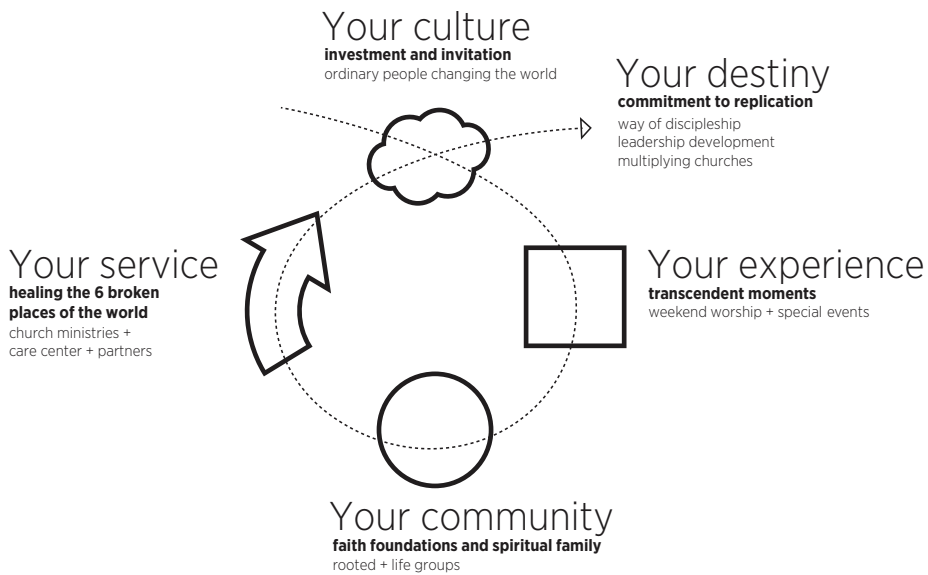 Your culture
investment and invitation
ordinary people changing the world
Your destiny
commitment to replication
way of discipleship
leadership development
multiplying churches
Your service
healing the 6 broken
places of the world
church ministries +
care center + partners
Your experience
transcendent moments
weekend worship + special events
Your community
faith foundations and spiritual family
rooted + life groups